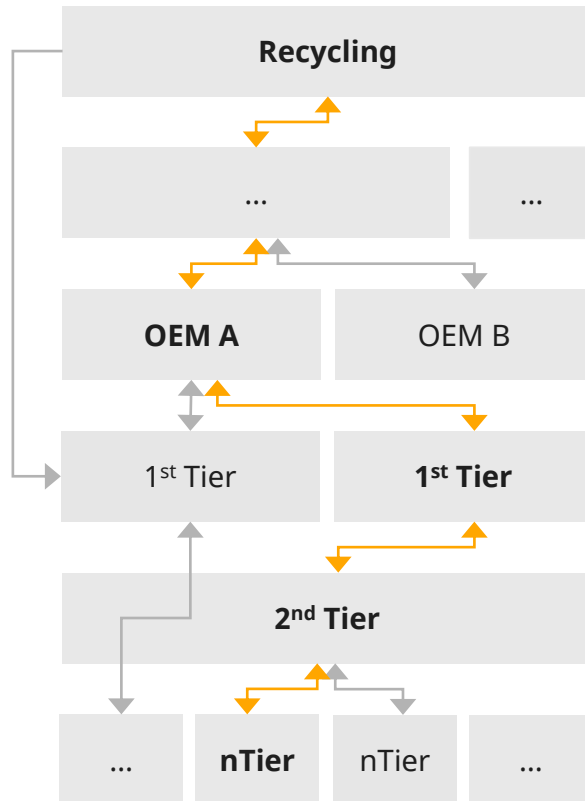 Recycling
... ...
OEM A OEM B
1st Tier 1st Tier
2nd Tier
... nTier nTier ...